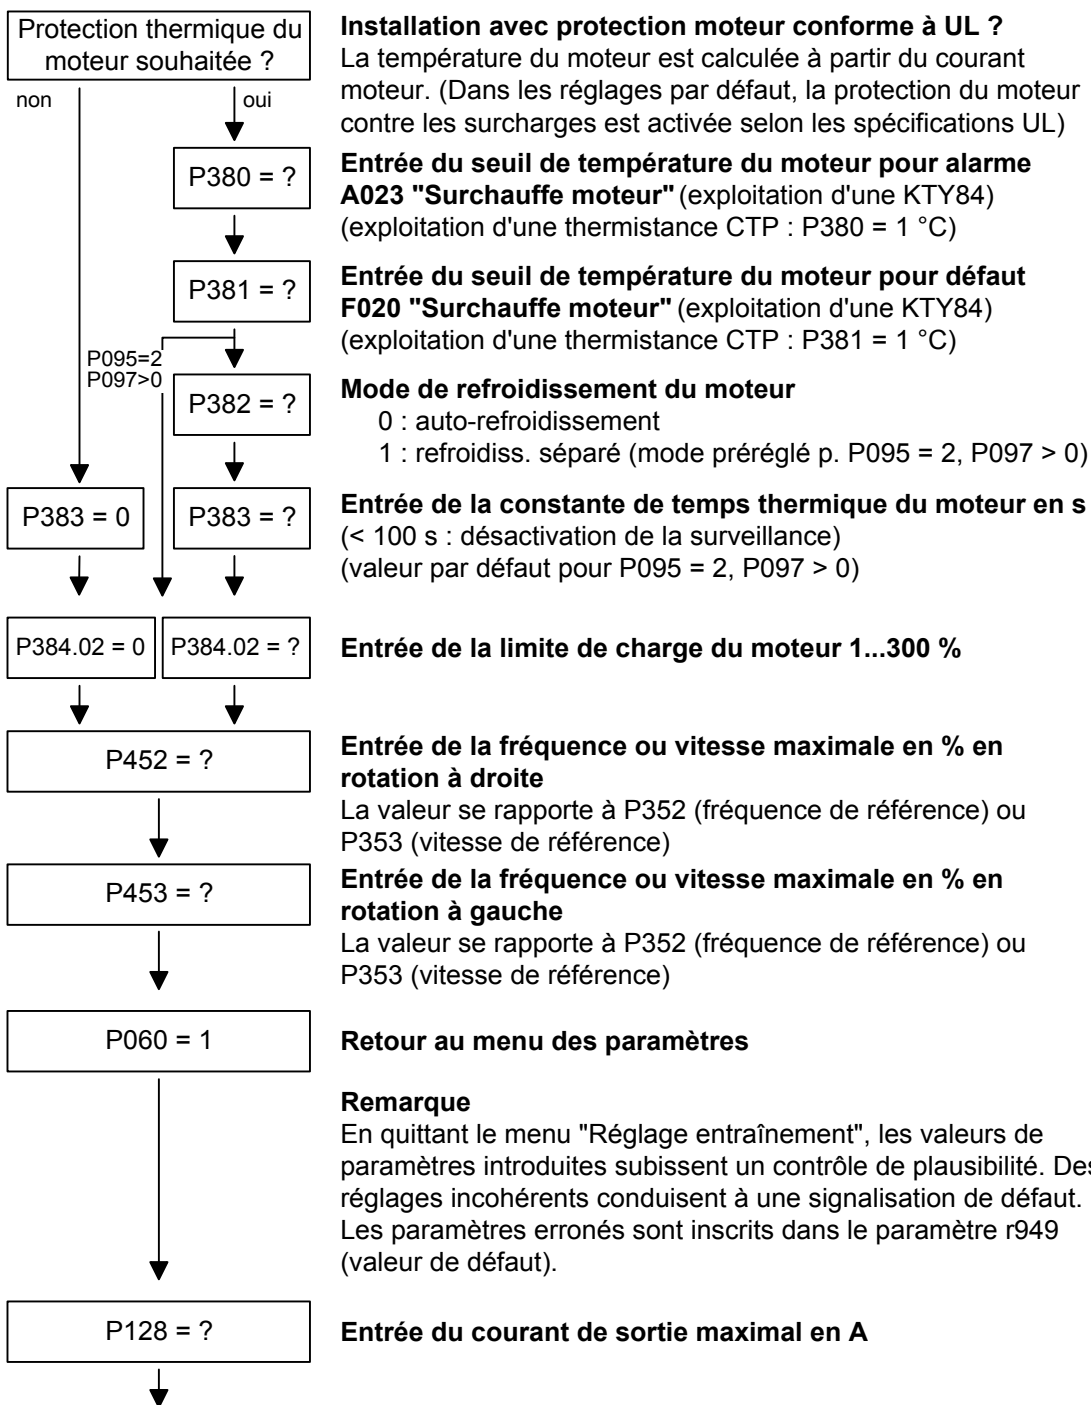 Protection thermique du
moteur souhaitée ?
non
oui
Installation avec protection moteur conforme à UL ?
La température du moteur est calculée à partir du courant
moteur. (Dans les réglages par défaut, la protection du moteur
contre les surcharges est activée selon les spécifications UL)
P380 = ?
Entrée du seuil de température du moteur pour alarme
A023 "Surchauffe moteur" (exploitation d'une KTY84)
(exploitation d'une thermistance CTP : P380 = 1 °C)
P381 = ?
Entrée du seuil de température du moteur pour défaut
F020 "Surchauffe moteur" (exploitation d'une KTY84)
(exploitation d'une thermistance CTP : P381 = 1 °C)
P095=2
P097>0
P382 = ?
Mode de refroidissement du moteur
0 : auto-refroidissement
1 : refroidiss. séparé (mode préréglé p. P095 = 2, P097 > 0)
P383 = 0
P383 = ?
Entrée de la constante de temps thermique du moteur en s
(< 100 s : désactivation de la surveillance)
(valeur par défaut pour P095 = 2, P097 > 0)
P384.02 = 0
P384.02 = ?
Entrée de la limite de charge du moteur 1...300 %
P452 = ?
Entrée de la fréquence ou vitesse maximale en % en
rotation à droite
La valeur se rapporte à P352 (fréquence de référence) ou
P353 (vitesse de référence)
P453 = ?
Entrée de la fréquence ou vitesse maximale en % en
rotation à gauche
La valeur se rapporte à P352 (fréquence de référence) ou
P353 (vitesse de référence)
P060 = 1
Retour au menu des paramètres
Remarque
En quittant le menu "Réglage entraînement", les valeurs de
paramètres introduites subissent un contrôle de plausibilité. Des
réglages incohérents conduisent à une signalisation de défaut.
Les paramètres erronés sont inscrits dans le paramètre r949
(valeur de défaut).
P128 = ?
Entrée du courant de sortie maximal en A